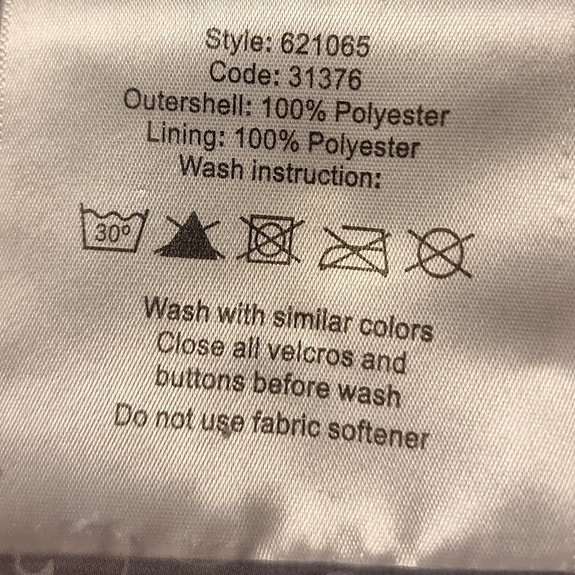 Style: 621065
Code: 31376
Outershell: 100% Polyester
Lining: 100% Polyester
Wash instruction:
30°
Wash with similar colors
Close all velcros and
buttons before wash
Do not use fabric softener